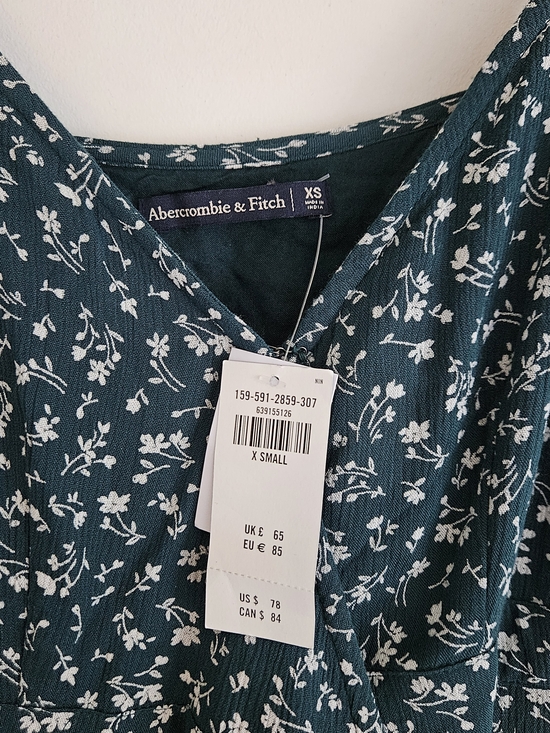 Abercrombie & Fitch
XS
MADE IN
INDIA
NIN
159-591-2859-307
639155126
X SMALL
UK £ 65
EU € 85
US $ 78
CAN $ 84